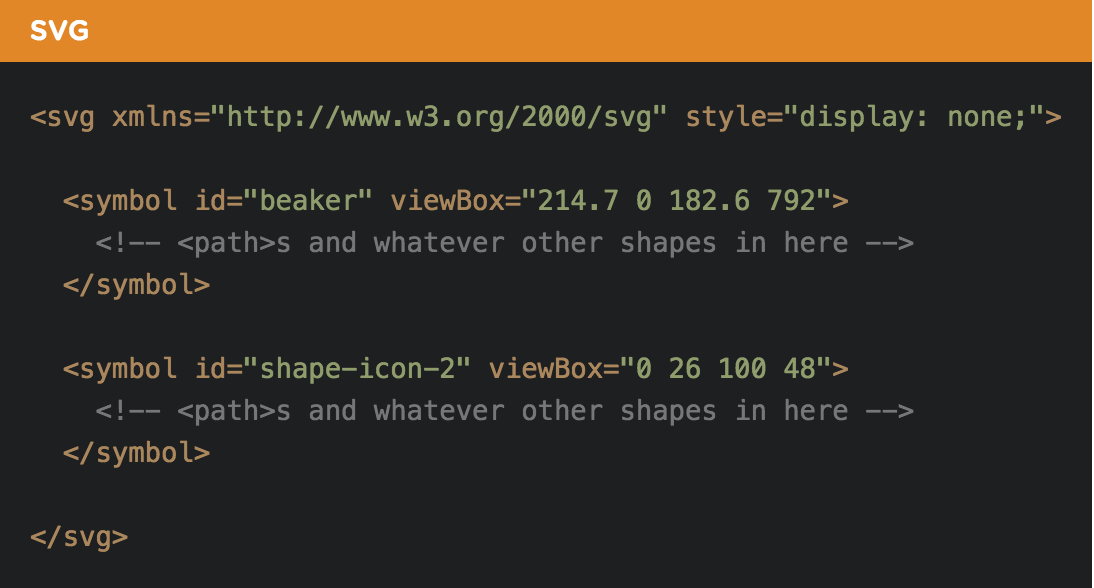 SVG
<svg xmlns="http://www.w3.org/2000/svg" style="display: none;">
<symbol id="beaker" viewBox="214.7 0 182.6 792">
<!-- <path>s and whatever other shapes in here -->
</symbol>
<symbol id="shape-icon-2" viewBox="0 26 100 48">
<!-- <path>s and whatever other shapes in here -->
</symbol>
</svg>